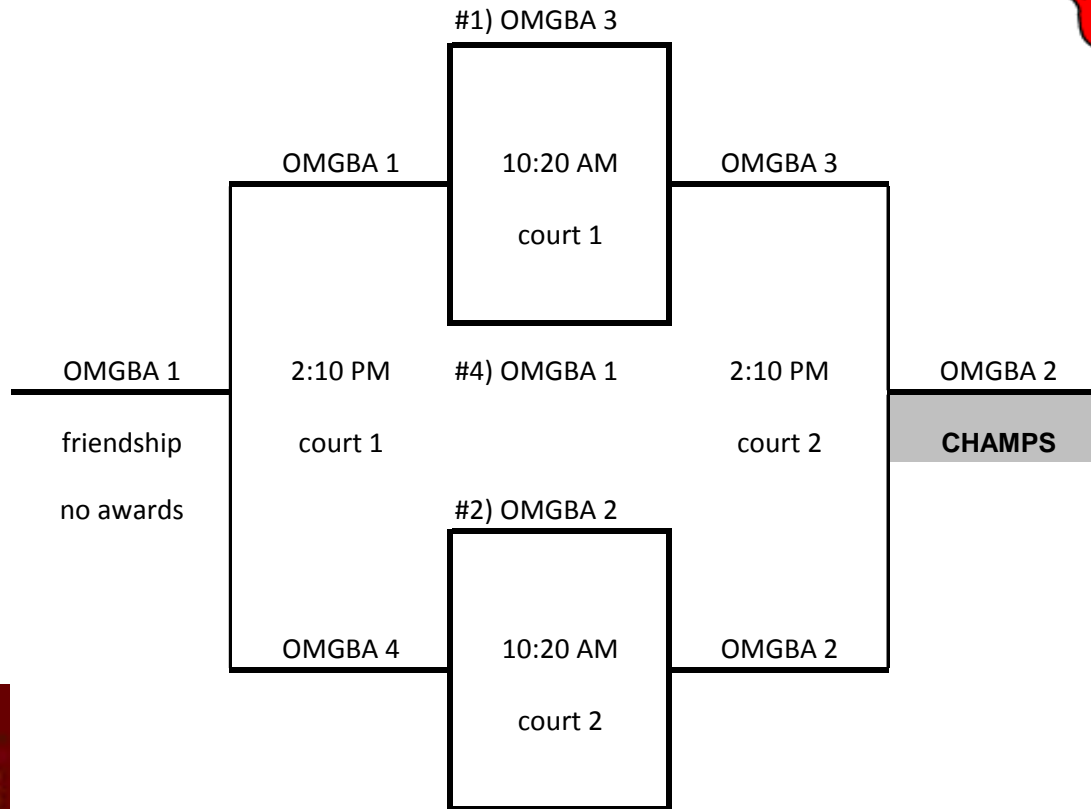 #1) OMGBA 3
OMGBA 1 10:20 AM OMGBA 3
court 1
OMGBA 1 2:10 PM #4) OMGBA 1 2:10 PM OMGBA 2
friendship court 1 court 2 CHAMPS
no awards #2) OMGBA 2
OMGBA 4 10:20 AM OMGBA 2
court 2